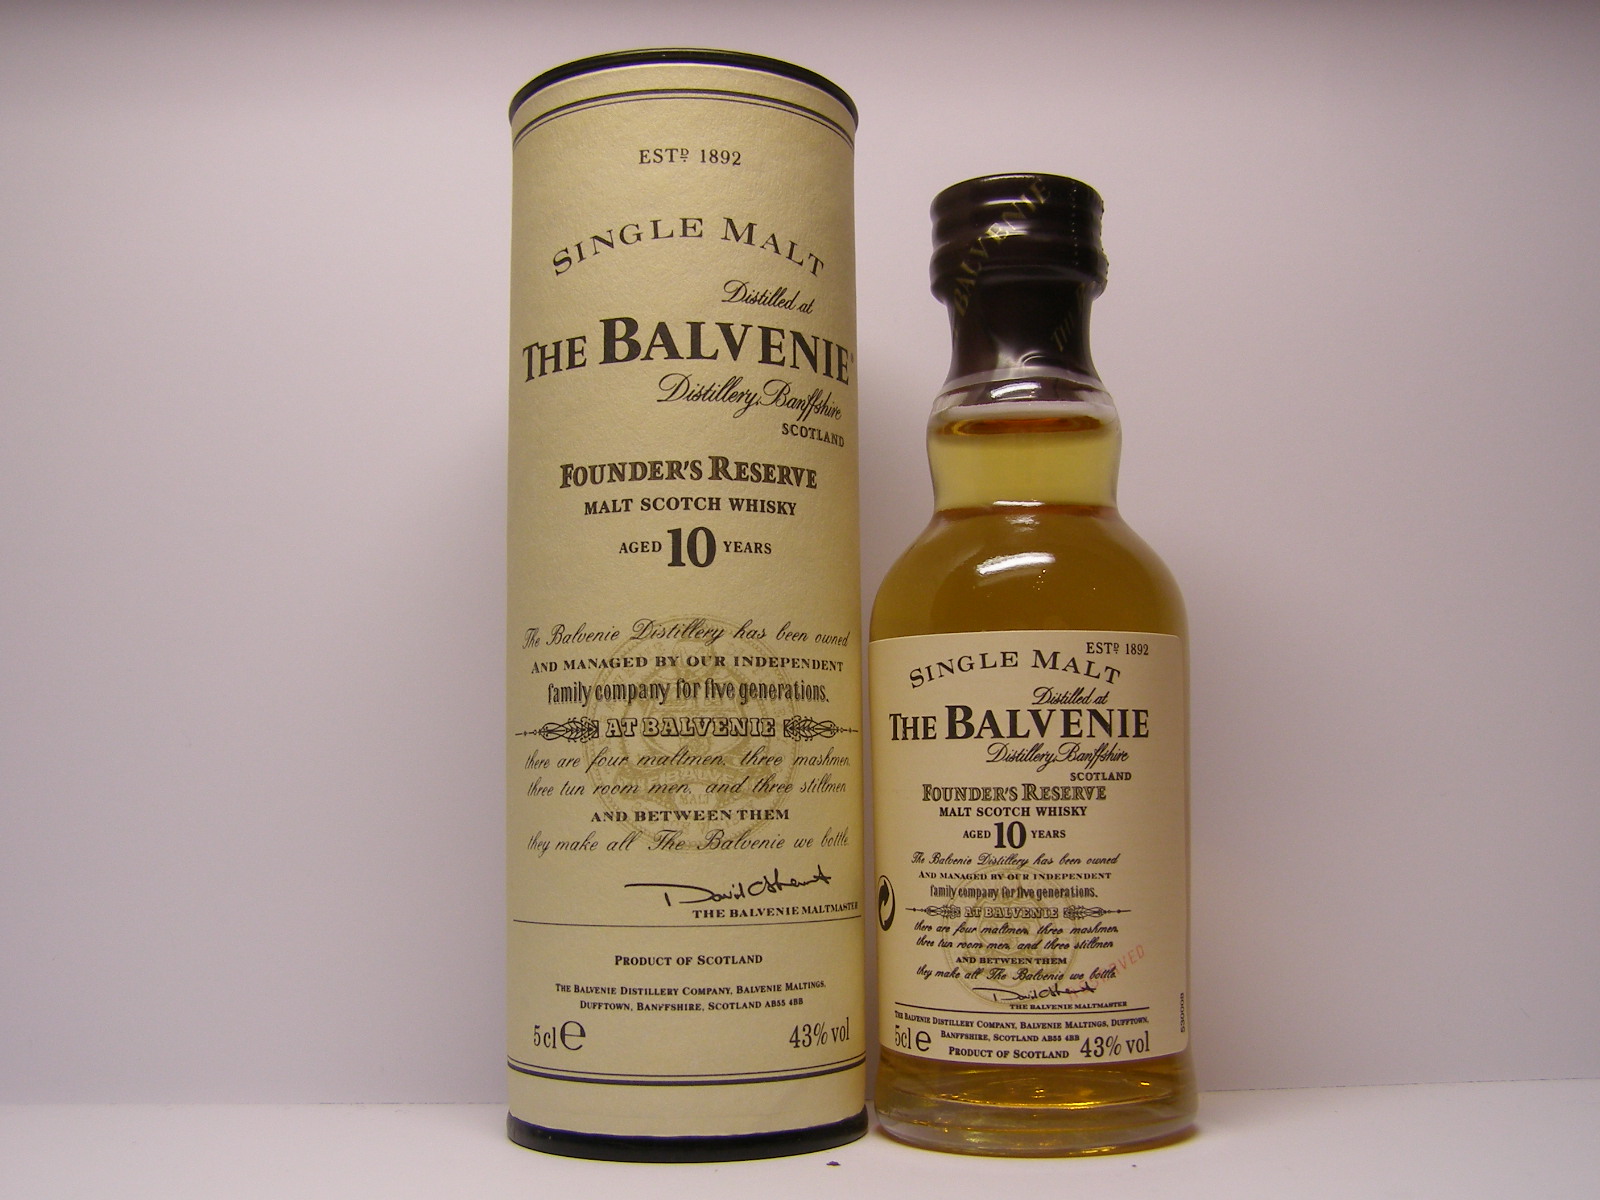 ESTD 1892
SINGLE MALT
Distilled at
THE BALVENIE
Distillery, Banffshire
SCOTLAND
FOUNDER'S RESERVE
MALT SCOTCH WHISKY
AGED 10 YEARS
The Balvenie Distillery has been owned
AND MANAGED BY OUR INDEPENDENT
family company for five generations.
AT BALVENIE
there are four maltmen, three mashmen,
three tun room men, and three stillmen
AND BETWEEN THEM
they make all The Balvenie we bottle.
THE BALVENIE MALTMASTER
PRODUCT OF SCOTLAND
THE BALVENIE DISTILLERY COMPANY, BALVENIE MALTINGS,
DUFFTOWN, BANFFSHIRE, SCOTLAND AB55 4BB
5cl e 43% vol
BALVENIE
ESTD 1892
SINGLE MALT
Distilled at
THE BALVENIE
Distillery, Banffshire
SCOTLAND
FOUNDER'S RESERVE
MALT SCOTCH WHISKY
AGED 10 YEARS
The Balvenie Distillery has been owned
AND MANAGED BY OUR INDEPENDENT
family company for five generations.
AT BALVENIE
there are four maltmen, three mashmen,
three tun room men, and three stillmen
AND BETWEEN THEM
they make all The Balvenie we bottle.
THE BALVENIE MALTMASTER
THE BALVENIE DISTILLERY COMPANY, BALVENIE MALTINGS, DUFFTOWN,
BANFFSHIRE, SCOTLAND AB55 4BB
5cl e PRODUCT OF SCOTLAND 43% vol